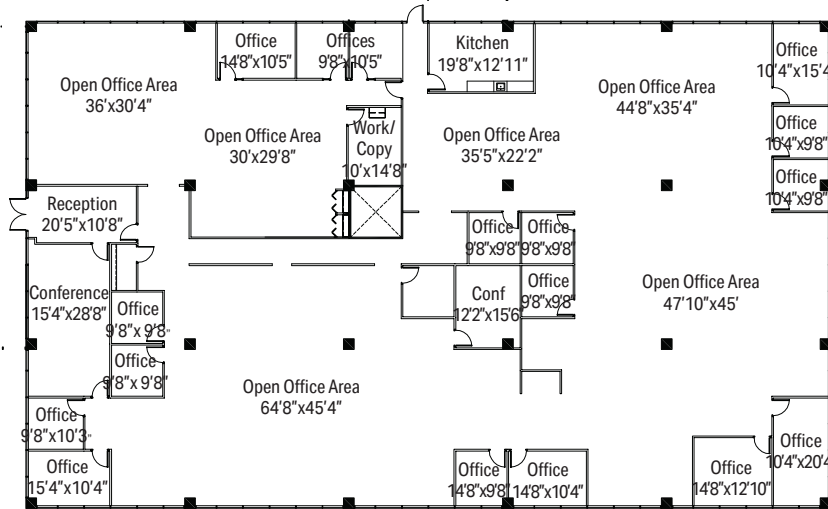 Office
14'8"x10'5"
Offices
9'8"x10'5"
Kitchen
19'8"x12'11"
Office
10'4"x15'4
Open Office Area
36'x30'4"
Open Office Area
44'8"x35'4"
Open Office Area
30'x29'8"
Work/
Copy
10'x14'8"
Open Office Area
35'5"x22'2"
Office
10'4"x9'8"
Office
10'4"x9'8"
Reception
20'5"x10'8"
Office
9'8"x9'8"
Office
9'8"x9'8"
Conference
15'4"x28'8"
Office
9'8"x 9'8"
Conf
12'2"x15'6"
Office
9'8"x9'8"
Open Office Area
47'10"x45'
Office
9'8"x 9'8"
Open Office Area
64'8"x45'4"
Office
9'8"x10'3"
Office
15'4"x10'4"
Office
14'8"x9'8"
Office
14'8"x10'4"
Office
14'8"x12'10"
Office
10'4"x20'4